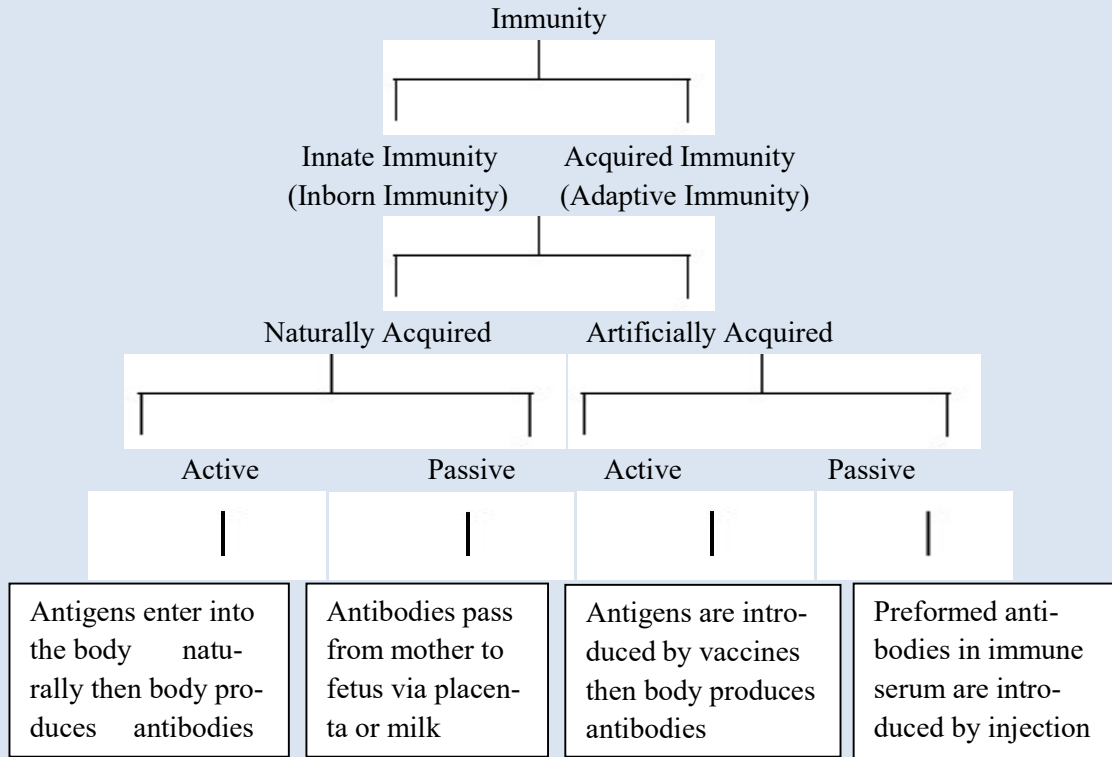 Immunity
Innate Immunity Acquired Immunity
(Inborn Immunity) (Adaptive Immunity)
Naturally Acquired Artificially Acquired
Active Passive Active Passive
Antigens enter into
the body natu-
rally then body pro-
duces antibodies
Antibodies pass
from mother to
fetus via placen-
ta or milk
Antigens are intro-
duced by vaccines
then body produces
antibodies
Preformed anti-
bodies in immune
serum are intro-
duced by injection